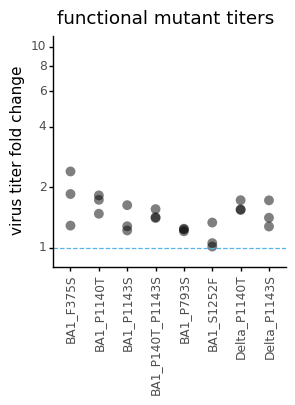 functional mutant titers
virus titer fold change
10
8
6
4
2
1
BA1_F375S
BA1_P1140T
BA1_P1143S
BA1_P140T_P1143S
BA1_P793S
BA1_S1252F
Delta_P1140T
Delta_P1143S